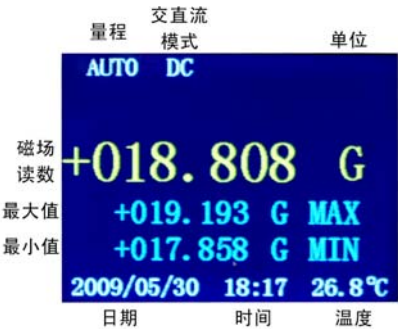 交直流
量程 模式 单位
AUTO DC
磁场
读数
+018.808 G
最大值 +019.193 G MAX
最小值 +017.858 G MIN
2009/05/30 18:17 26.8℃
日期 时间 温度